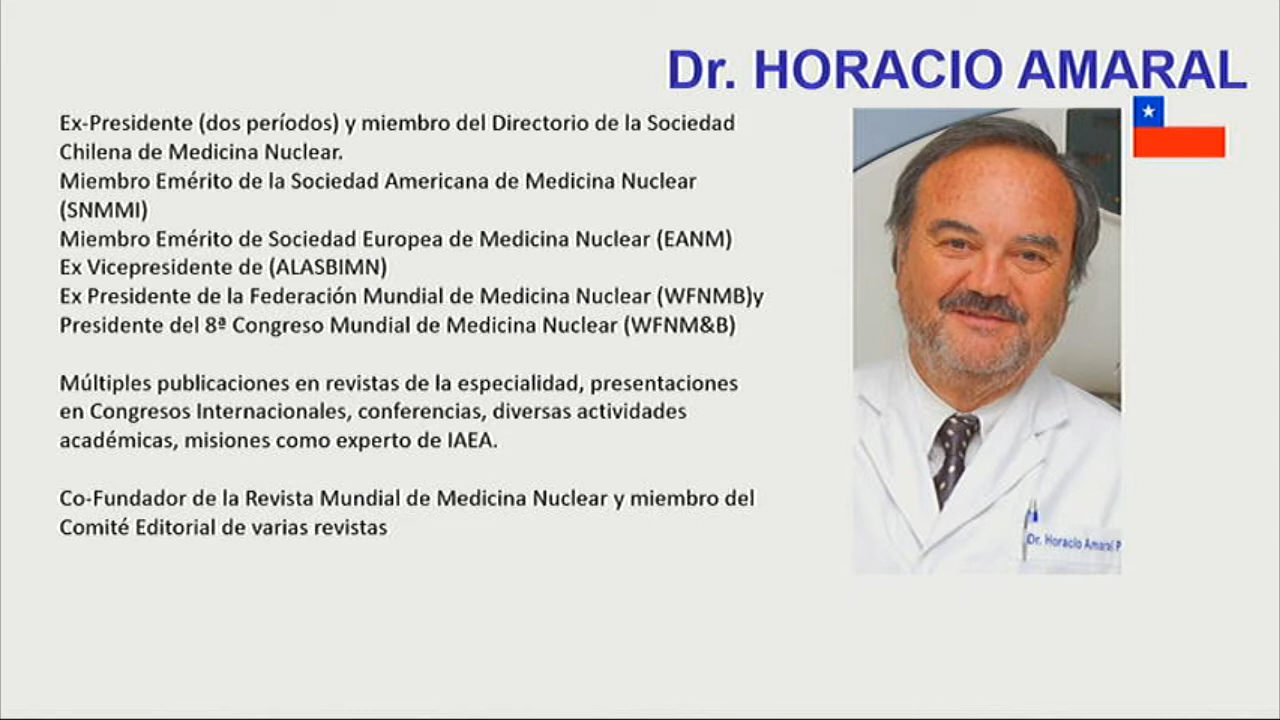 Dr. HORACIO AMARAL
Ex-Presidente (dos períodos) y miembro del Directorio de la Sociedad
Chilena de Medicina Nuclear.
Miembro Emérito de la Sociedad Americana de Medicina Nuclear
(SNMMI)
Miembro Emérito de Sociedad Europea de Medicina Nuclear (EANM)
Ex Vicepresidente de (ALASBIMN)
Ex Presidente de la Federación Mundial de Medicina Nuclear (WFNMB)y
Presidente del 8ª Congreso Mundial de Medicina Nuclear (WFNM&B)
Múltiples publicaciones en revistas de la especialidad, presentaciones
en Congresos Internacionales, conferencias, diversas actividades
académicas, misiones como experto de IAEA.
Co-Fundador de la Revista Mundial de Medicina Nuclear y miembro del
Comité Editorial de varias revistas
Dr. Horacio Amaral P